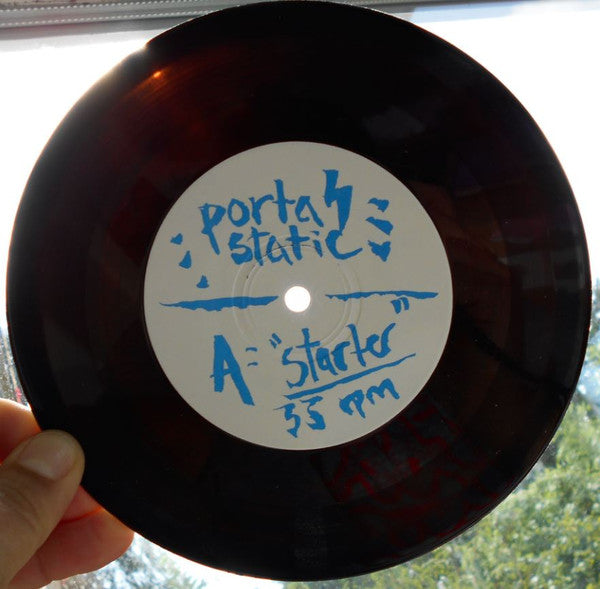 porta
static
A: "starter"
33 rpm